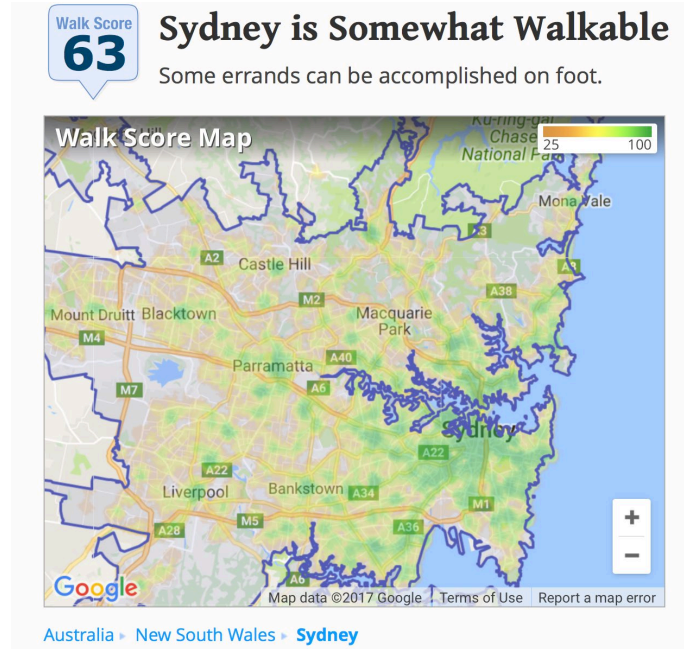 Walk Score
63
Sydney is Somewhat Walkable
Some errands can be accomplished on foot.
Walk Score Map
Ku-ring-gai
Chase
National Park
25 100
Mona Vale
A3
A2
Castle Hill
A38
M2
Mount Druitt Blacktown
Macquarie
Park
M4
A40
Parramatta
M7
A6
Sydney
A22
A22
Liverpool
Bankstown A34
M1
M5
A36
A28
A6
+
−
Google
Map data ©2017 Google Terms of Use Report a map error
Australia ▸ New South Wales ▸ Sydney